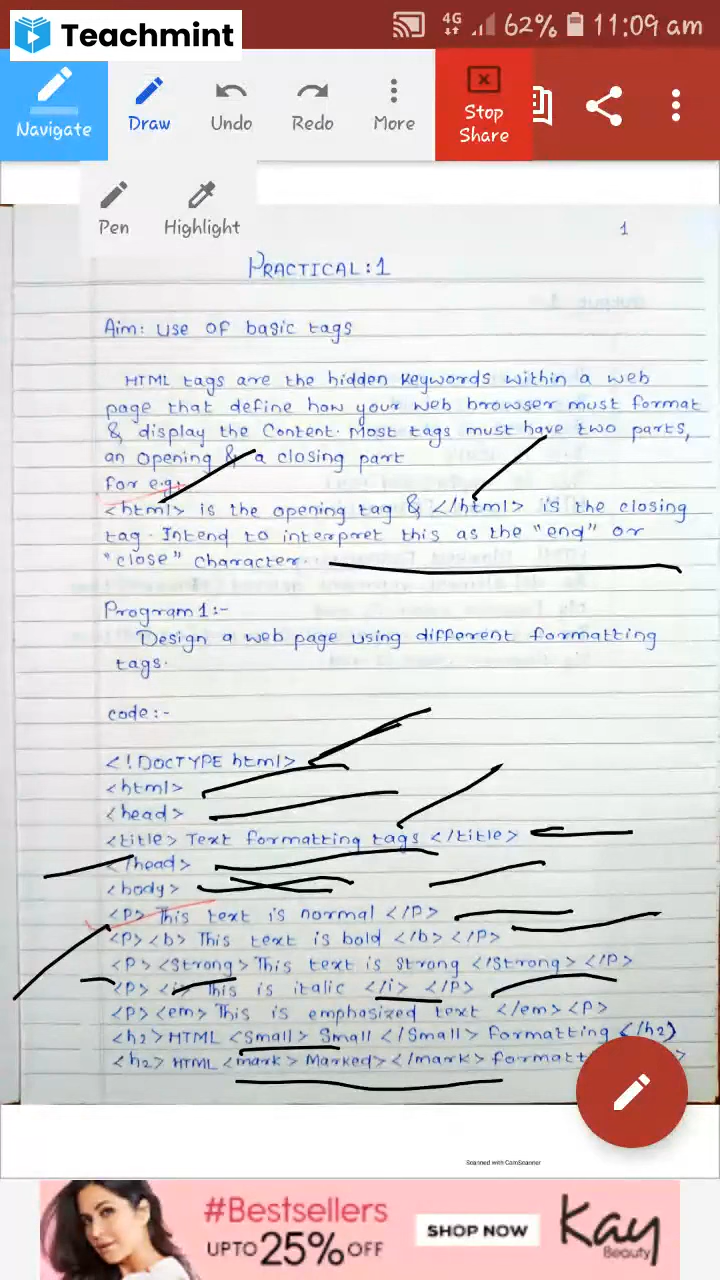 Teachmint
4G 62% 11:09 am
Navigate Draw Undo Redo More Stop Share
Pen Highlight
1
PRACTICAL:1
Aim: use of basic tags
HTML tags are the hidden keywords within a web
page that define how your web browser must format
& display the Content. Most tags must have two parts,
an opening & a closing part
for e.g.
<html> is the opening tag & </html> is the closing
tag. Intend to interpret this as the "end" or
"close" character.
Program1:-
Design a web page using different formatting
tags.
code:-
<!DOCTYPE html>
<html>
<head>
<title> Text formatting tags </title>
</head>
<body>
<P> This text is normal </P>
<P><b> This text is bold </b></P>
<P><Strong> This text is Strong </Strong></P>
<P><i> This is italic </i></P>
<P><em> This is emphasized text </em><P>
<h2> HTML <Small> Small </Small> formatting </h2>
<h2> HTML <mark> Marked> </mark> format
Scanned with CamScanner
#Bestsellers
UPTO 25% OFF
SHOP NOW
Kay
Beauty